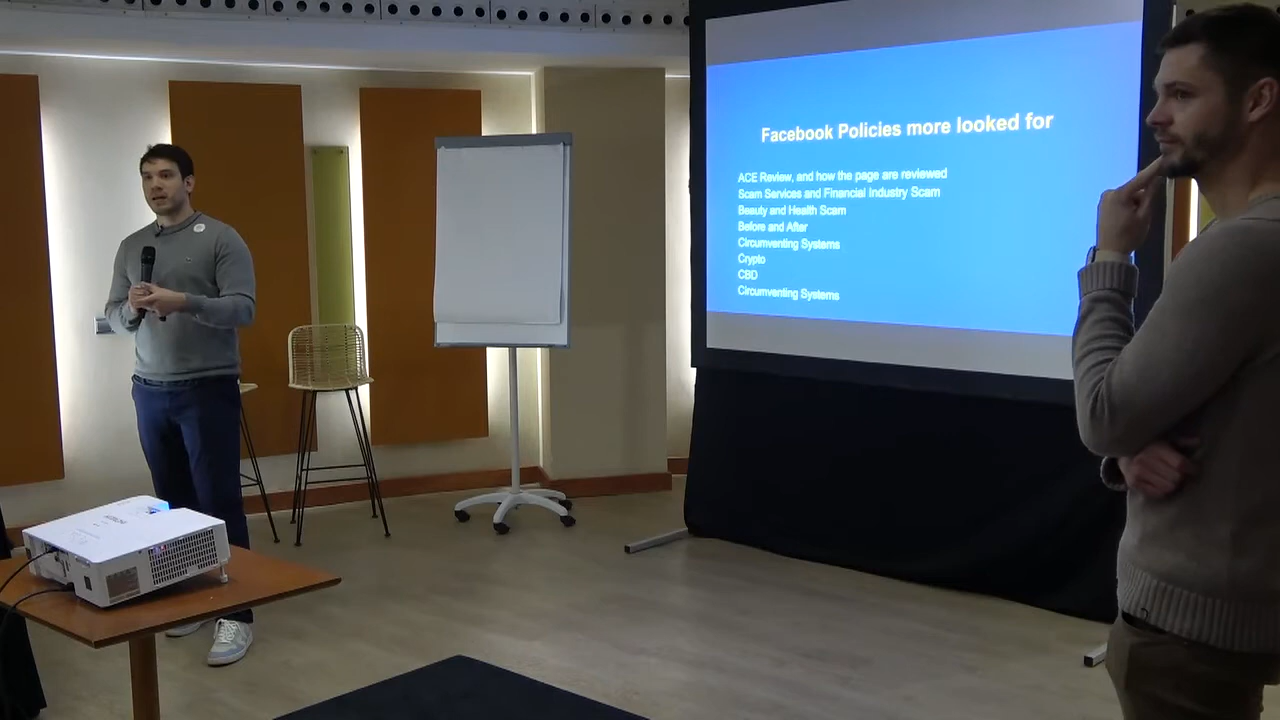 Facebook Policies more looked for
ACE Review, and how the page are reviewed
Scam Services and Financial Industry Scam
Beauty and Health Scam
Before and After
Circumventing Systems
Crypto
CBD
Circumventing Systems